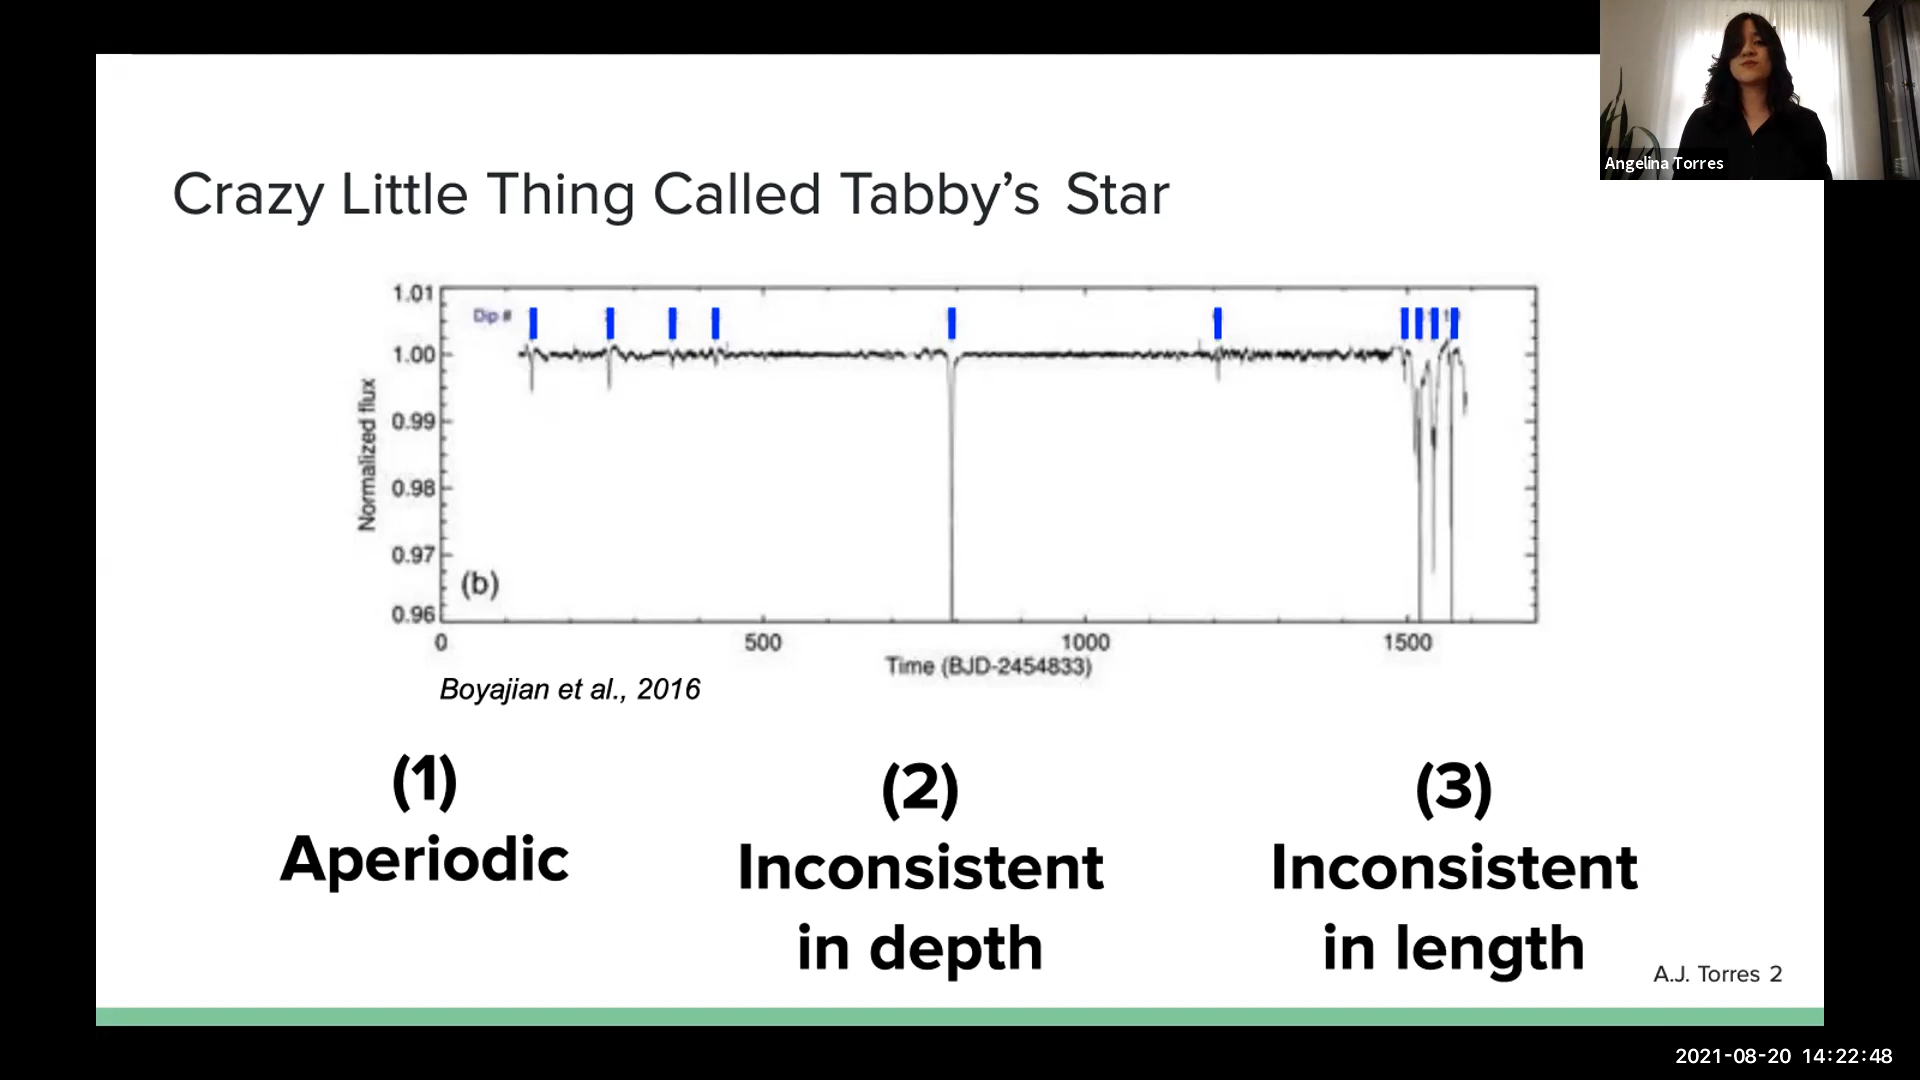 Angelina Torres
Crazy Little Thing Called Tabby’s Star
1.01
Dip #
1.00
0.99
0.98
0.97
0.96
Normalized flux
(b)
0 500 1000 1500
Time (BJD-2454833)
Boyajian et al., 2016
(1)
Aperiodic
(2)
Inconsistent
in depth
(3)
Inconsistent
in length
A.J. Torres 2
2021-08-20 14:22:48